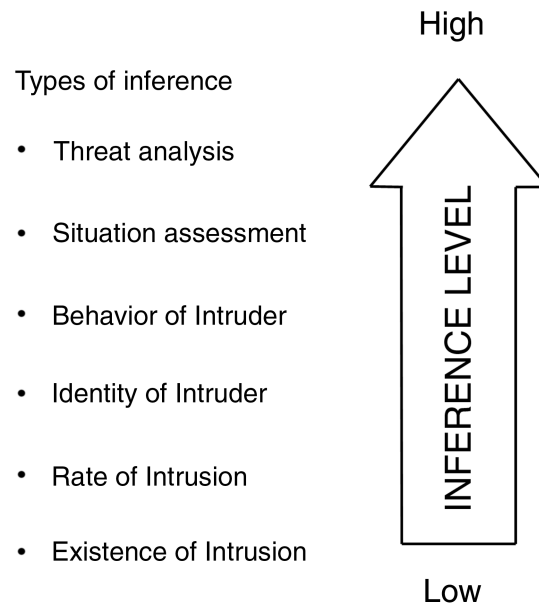 High
Types of inference
• Threat analysis
• Situation assessment
• Behavior of Intruder
• Identity of Intruder
• Rate of Intrusion
• Existence of Intrusion
INFERENCE LEVEL
Low